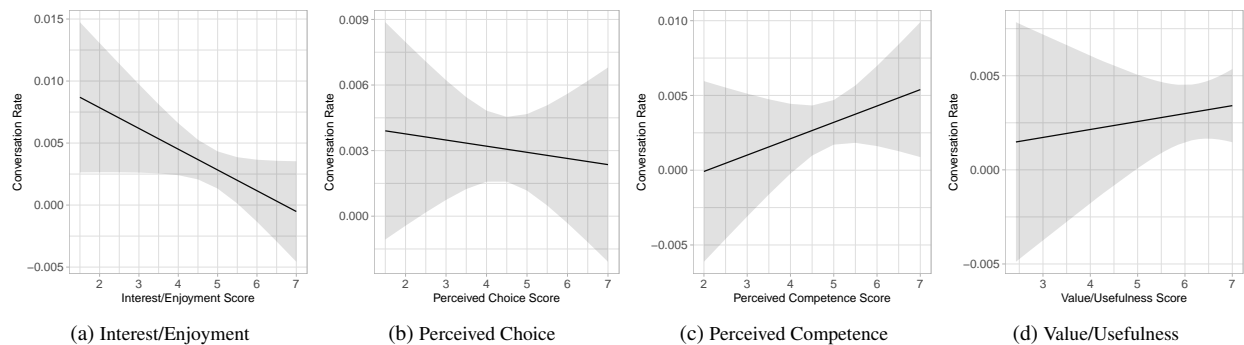 0.015
0.010
0.005
0.000
−0.005
Conversation Rate
2 3 4 5 6 7
Interest/Enjoyment Score
(a) Interest/Enjoyment
0.009
0.006
0.003
0.000
Conversation Rate
2 3 4 5 6 7
Perceived Choice Score
(b) Perceived Choice
0.010
0.005
0.000
−0.005
Conversation Rate
2 3 4 5 6 7
Perceived Competence Score
(c) Perceived Competence
0.005
0.000
−0.005
Conversation Rate
3 4 5 6 7
Value/Usefulness Score
(d) Value/Usefulness